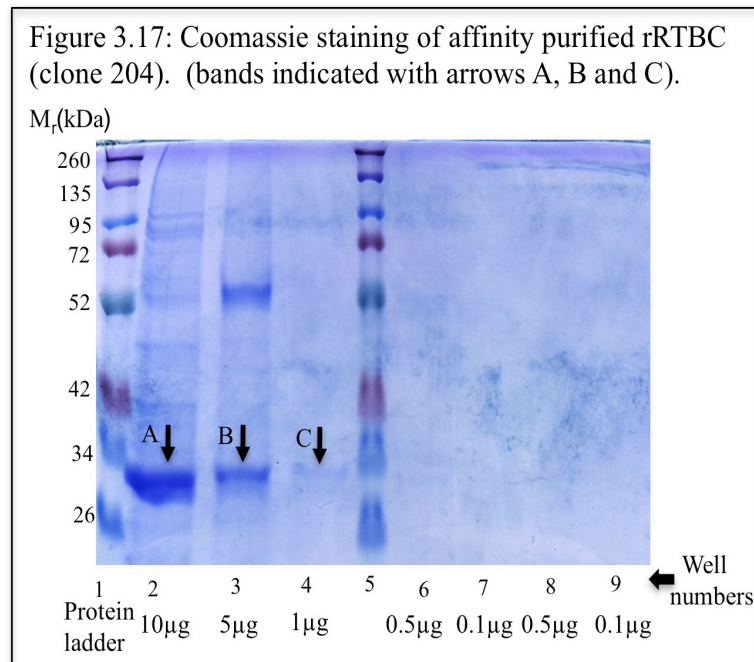 Figure 3.17: Coomassie staining of affinity purified rRTBC
(clone 204).  (bands indicated with arrows A, B and C).
Mr(kDa)
260
135
95
72
52
42
34
26
A B C
1 2 3 4 5 6 7 8 9 Well numbers
Protein ladder 10µg 5µg 1µg 0.5µg 0.1µg 0.5µg 0.1µg